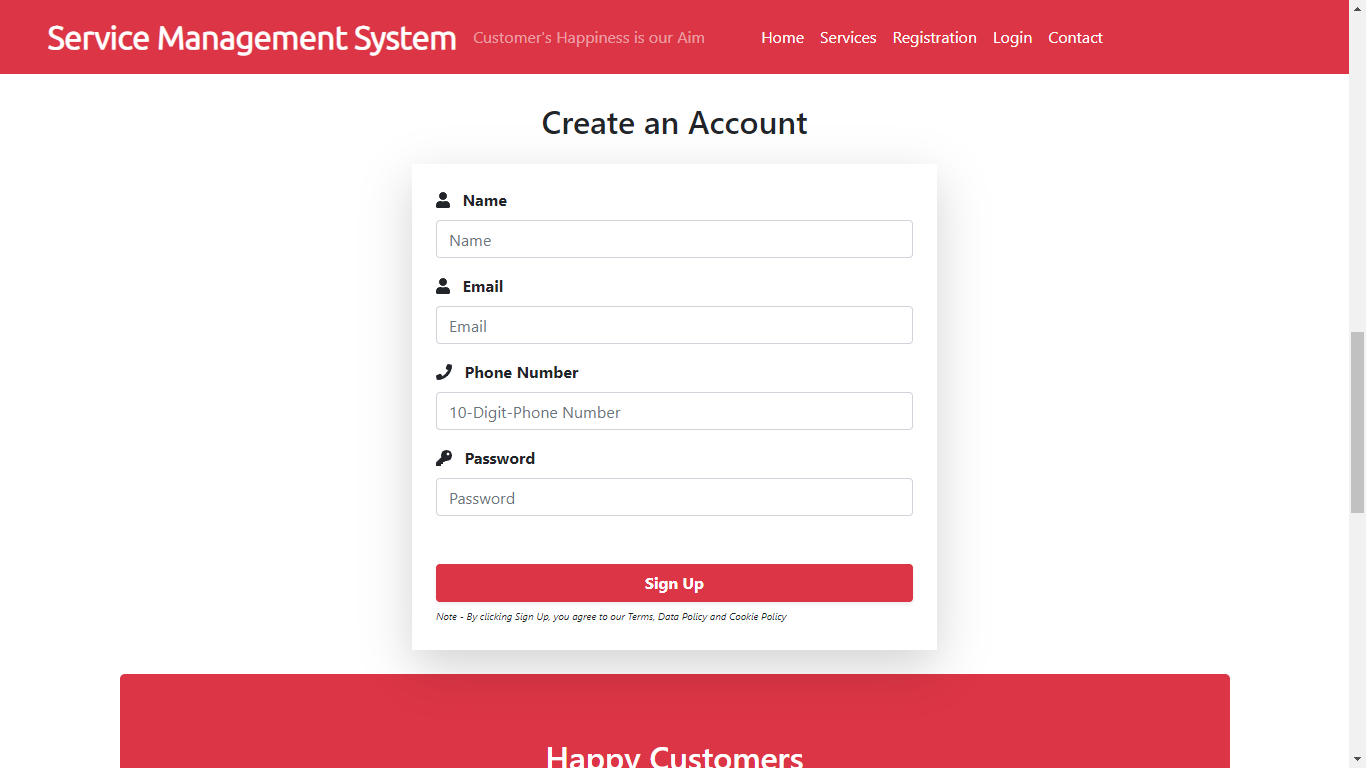 Service Management System Customer's Happiness is our Aim Home Services Registration Login Contact
Create an Account
Name
Name
Email
Email
Phone Number
10-Digit-Phone Number
Password
Password
Sign Up
Note - By clicking Sign Up, you agree to our Terms, Data Policy and Cookie Policy
Happy Customers